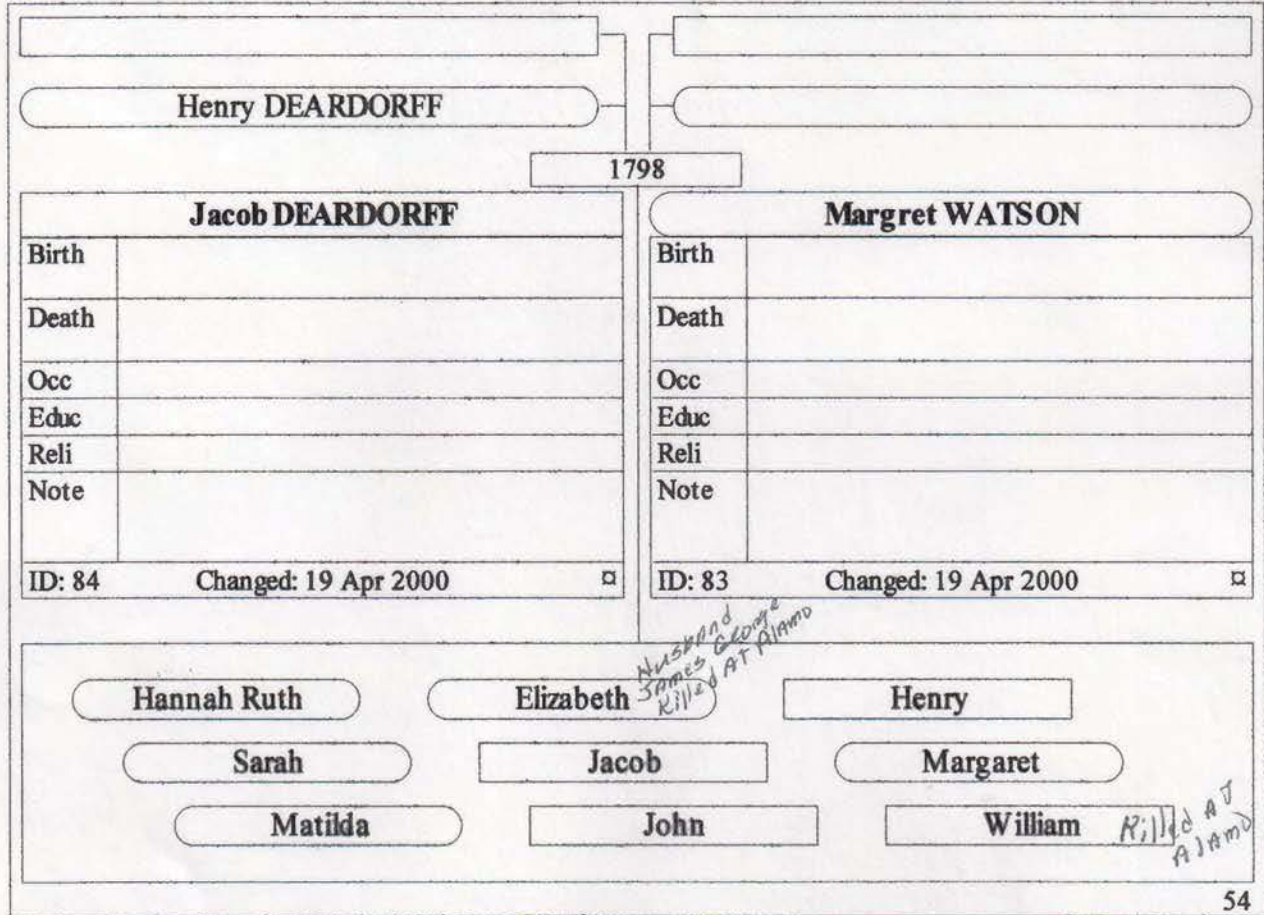 Henry DEARDORFF
1798
Jacob DEARDORFF
Birth
Death
Occ
Educ
Reli
Note
ID: 84 Changed: 19 Apr 2000 ¤
Margret WATSON
Birth
Death
Occ
Educ
Reli
Note
ID: 83 Changed: 19 Apr 2000 ¤
Husband
James George
Killed AT Alamo
Hannah Ruth Elizabeth Henry
Sarah Jacob Margaret
Matilda John William
Killed AT
Alamo
54